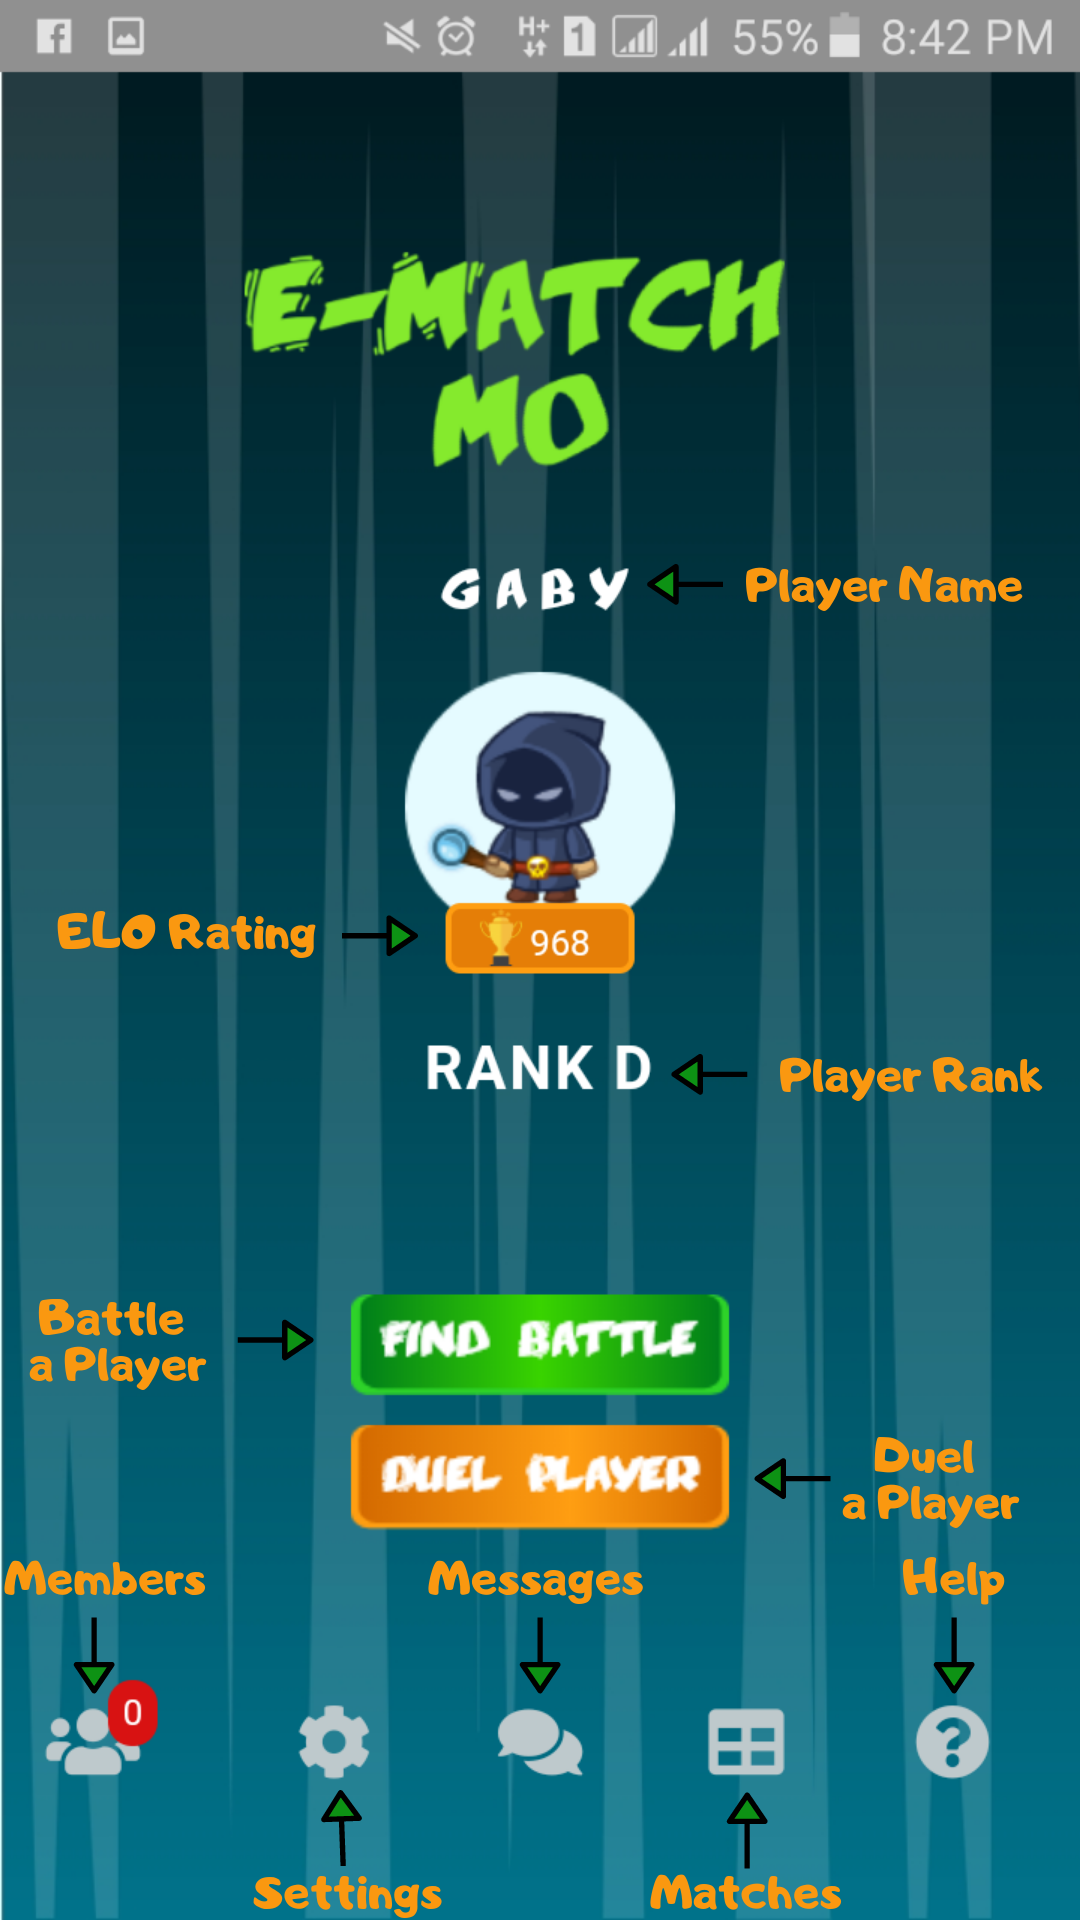 H+ 1 55% 8:42 PM
E-MATCH
MO
GABY
Player Name
ELO Rating
968
RANK D
Player Rank
Battle
a Player
FIND BATTLE
DUEL PLAYER
Duel
a Player
Members
Messages
Help
0
Settings
Matches